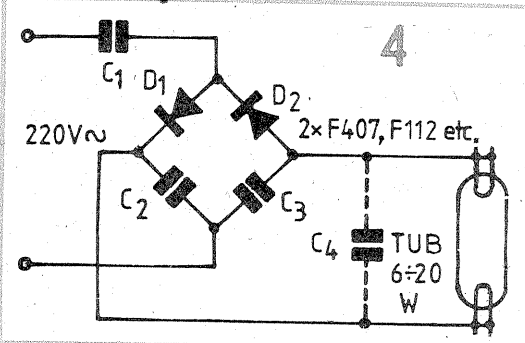 4
C1
D1
D2
2×F407, F112 etc.
220V~
C2
C3
C4
TUB
6÷20
W